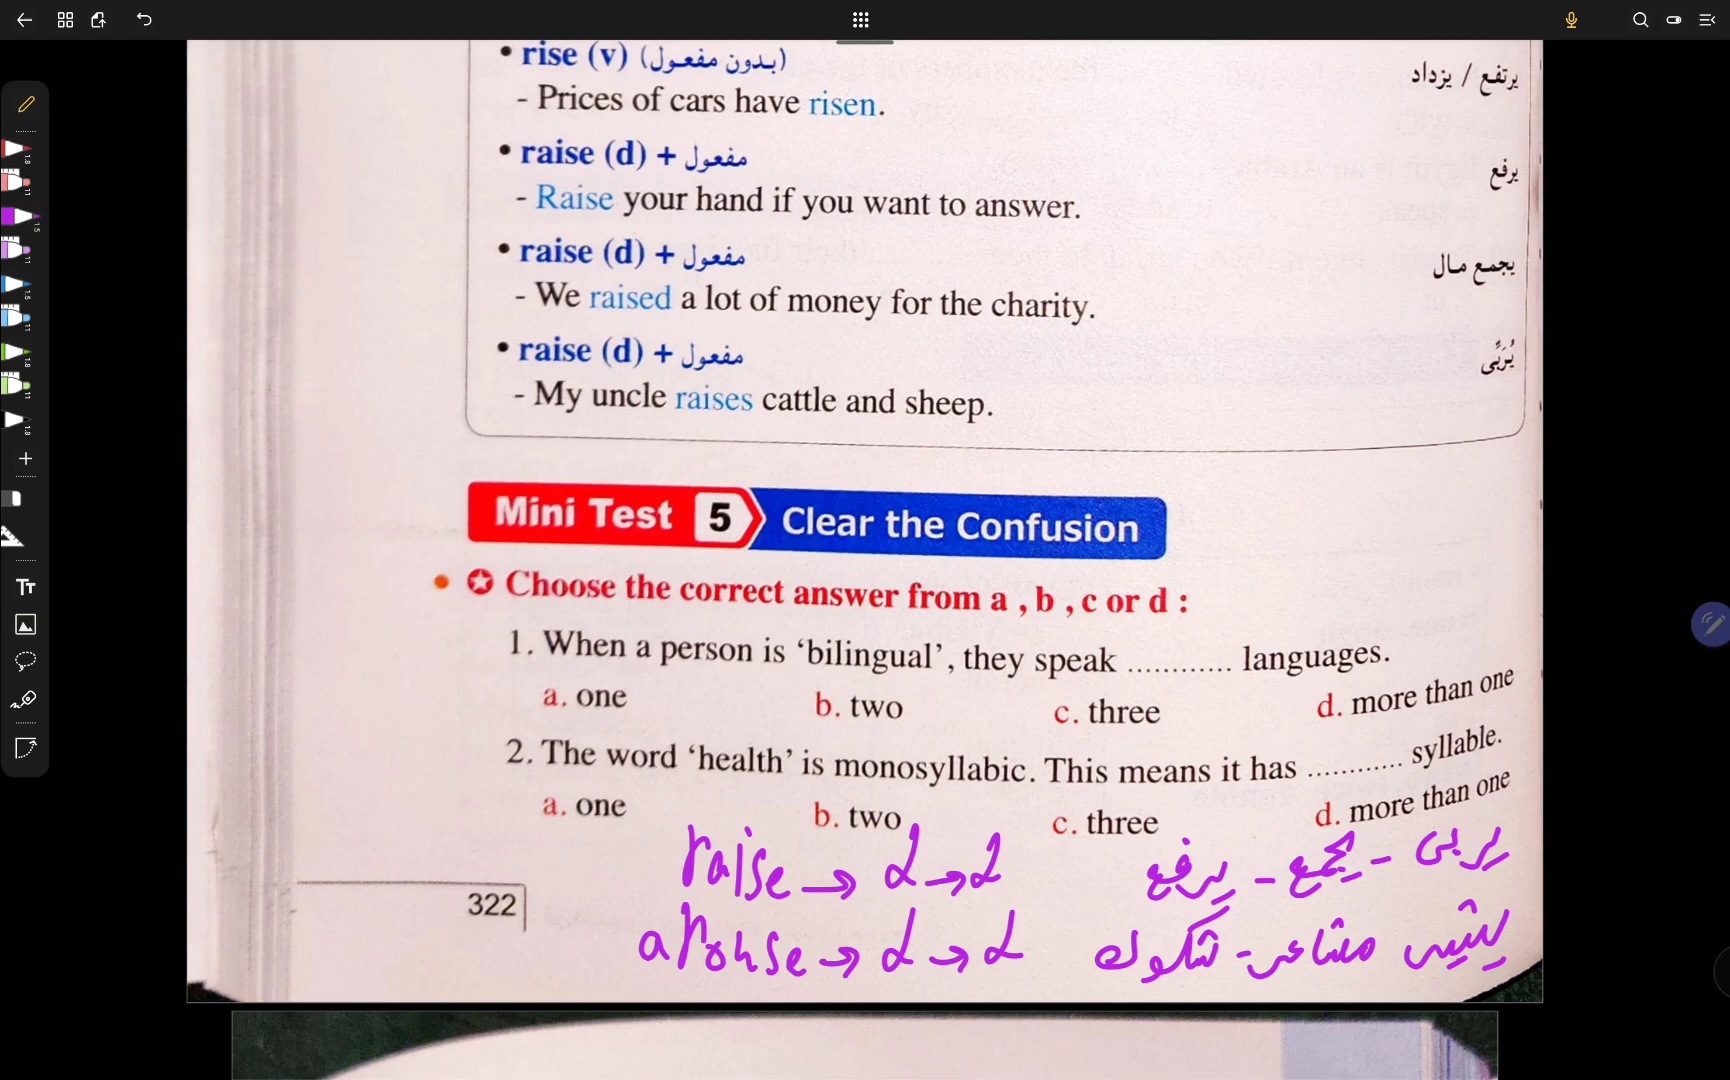 • rise (v) (بدون مفعول) يرتفع / يزداد
- Prices of cars have risen.
• raise (d) + مفعول يرفع
- Raise your hand if you want to answer.
• raise (d) + مفعول يجمع مال
- We raised a lot of money for the charity.
• raise (d) + مفعول يُرَبِّى
- My uncle raises cattle and sheep.
Mini Test 5 Clear the Confusion
Choose the correct answer from a , b , c or d :
1. When a person is ‘bilingual’, they speak ............ languages.
a. one b. two c. three d. more than one
2. The word ‘health’ is monosyllabic. This means it has ............ syllable.
a. one b. two c. three d. more than one
raise → d → d يربى - يجمع - يرفع
arouse → d → d يثير مشاعر - شكوك
322